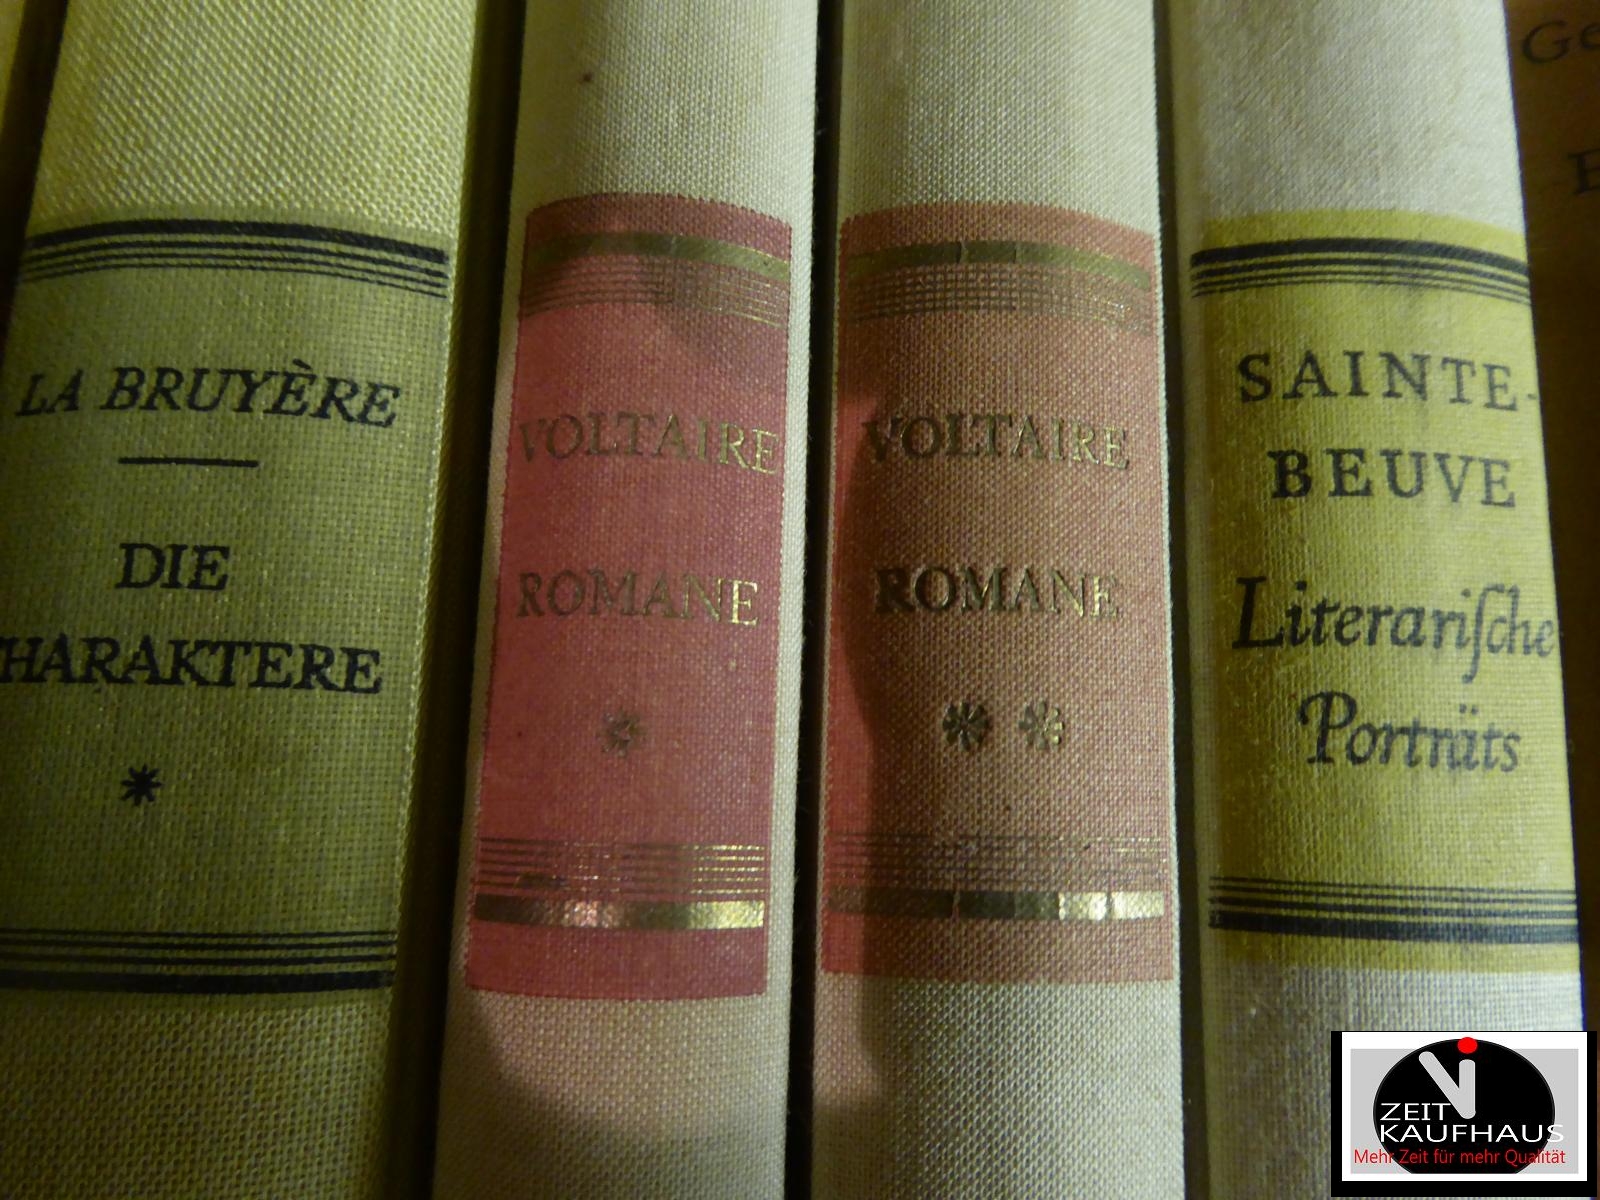 LA BRUYÈRE
DIE
HARAKTERE
*
VOLTAIRE
ROMANE
*
VOLTAIRE
ROMANE
* *
SAINTE-
BEUVE
Literariſche
Porträts
Ge
E
ZEIT
KAUFHAUS
Mehr Zeit für mehr Qualität